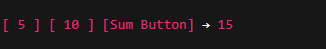 [ 5 ] [ 10 ] [Sum Button] → 15